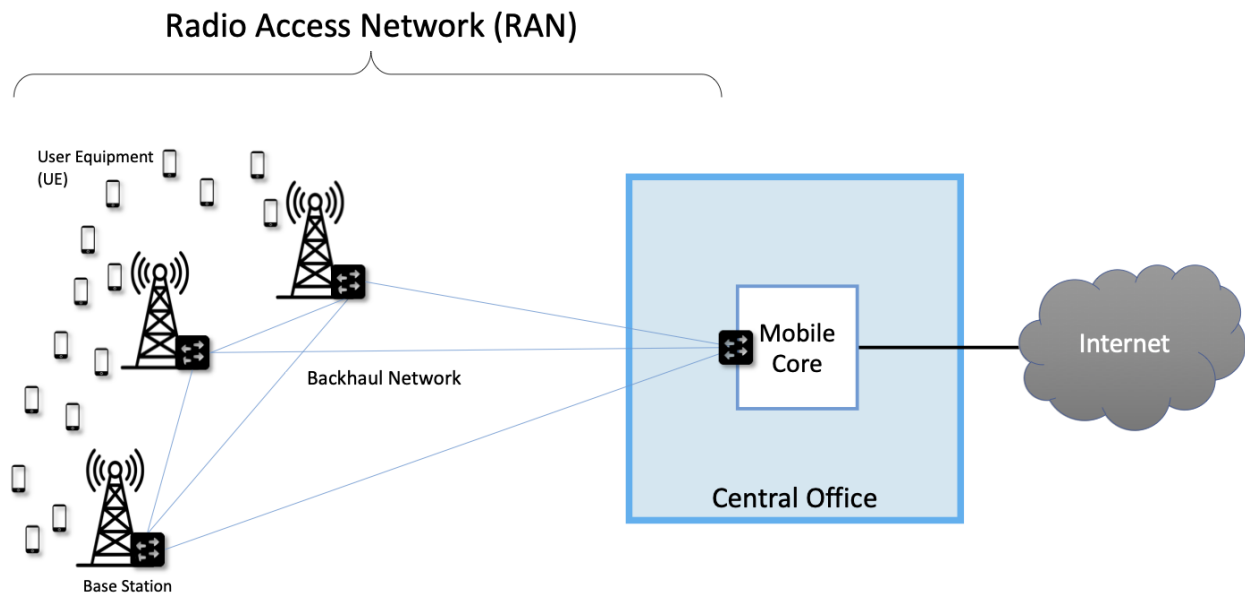 Radio Access Network (RAN)
User Equipment
(UE)
Backhaul Network
Base Station
Mobile
Core
Central Office
Internet